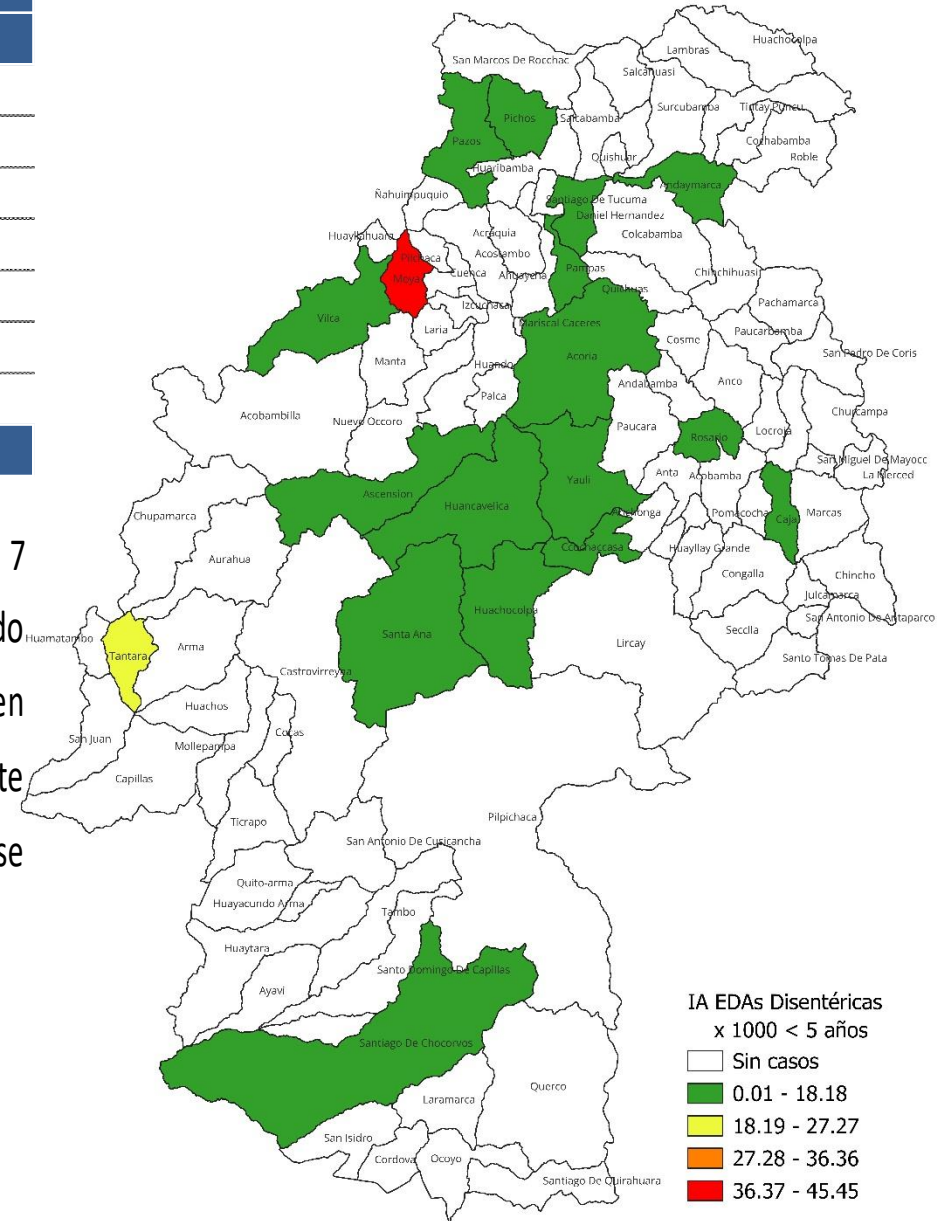 Huachocolpa
Lambras
San Marcos De Rocchac
Salcahuasi
Surcubamba
Tintay Puncu
Pichos
Salcabamba
Pazos
Cochabamba
Quishuar
Roble
Huaribamba
Andaymarca
Ñahuimpuquio
Santiago De Tucuma
Daniel Hernandez
Huayllahuara
Acraquia
Colcabamba
Acostambo
Pilchaca
Cuenca
Ahuaycha
Pampas
Chinchihuasi
Moya
Quichuas
Izcuchaca
Pachamarca
Vilca
Mariscal Caceres
Laria
Paucarbamba
Cosme
San Padro De Coris
Acoria
Manta
Huando
Anco
Andabamba
Palca
Churcampa
Acobambilla
Nuevo Occoro
Paucara
Locroja
Rosario
San Miguel De Mayocc
Anta
Acobamba
La Merced
Yauli
Ascension
Huancavelica
Pomacocha
Marcas
Chupamarca
Caja
Ccochaccasa
Huayllay Grande
Aurahua
Congalla
Chincho
Julcamarca
7
Huachocolpa
San Antonio De Antaparco
do
Huamatambo
Santa Ana
Secclla
Arma
Lircay
Tantara
Santo Tomas De Pata
Castrovirreyna
en
Huachos
Cocas
San Juan
Mollepampa
te
Capillas
Pilpichaca
Ticrapo
se
San Antonio De Cusicancha
Quito-arma
Huayacundo Arma
Tambo
Huaytara
Santo Domingo De Capillas
Ayavi
Santiago De Chocorvos
Querco
Laramarca
San Isidro
Cordova
Ocoyo
Santiago De Quirahuara
IA EDAs Disentéricas
x 1000 < 5 años
Sin casos
0.01 - 18.18
18.19 - 27.27
27.28 - 36.36
36.37 - 45.45